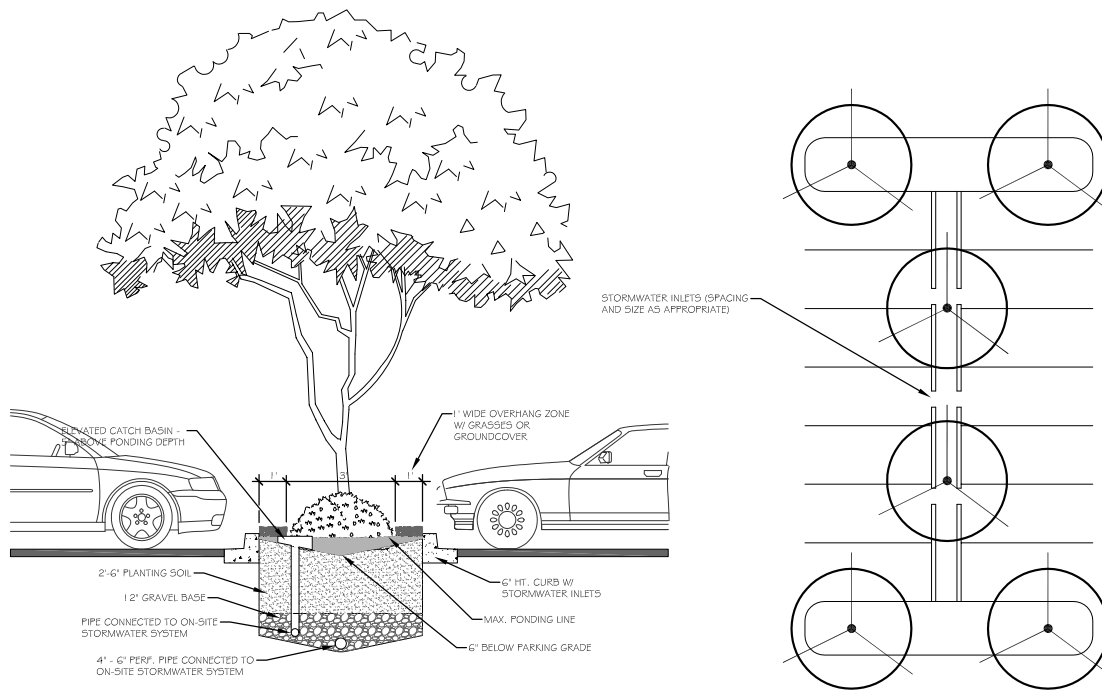 STORMWATER INLETS (SPACING
AND SIZE AS APPROPRIATE)
ELEVATED CATCH BASIN -
ABOVE PONDING DEPTH
1' WIDE OVERHANG ZONE
W/ GRASSES OR
GROUNDCOVER
1'
3'
1'
2'-6" PLANTING SOIL
12" GRAVEL BASE
PIPE CONNECTED TO ON-SITE
STORMWATER SYSTEM
4" - 6" PERF. PIPE CONNECTED TO
ON-SITE STORMWATER SYSTEM
6" HT. CURB W/
STORMWATER INLETS
MAX. PONDING LINE
6" BELOW PARKING GRADE